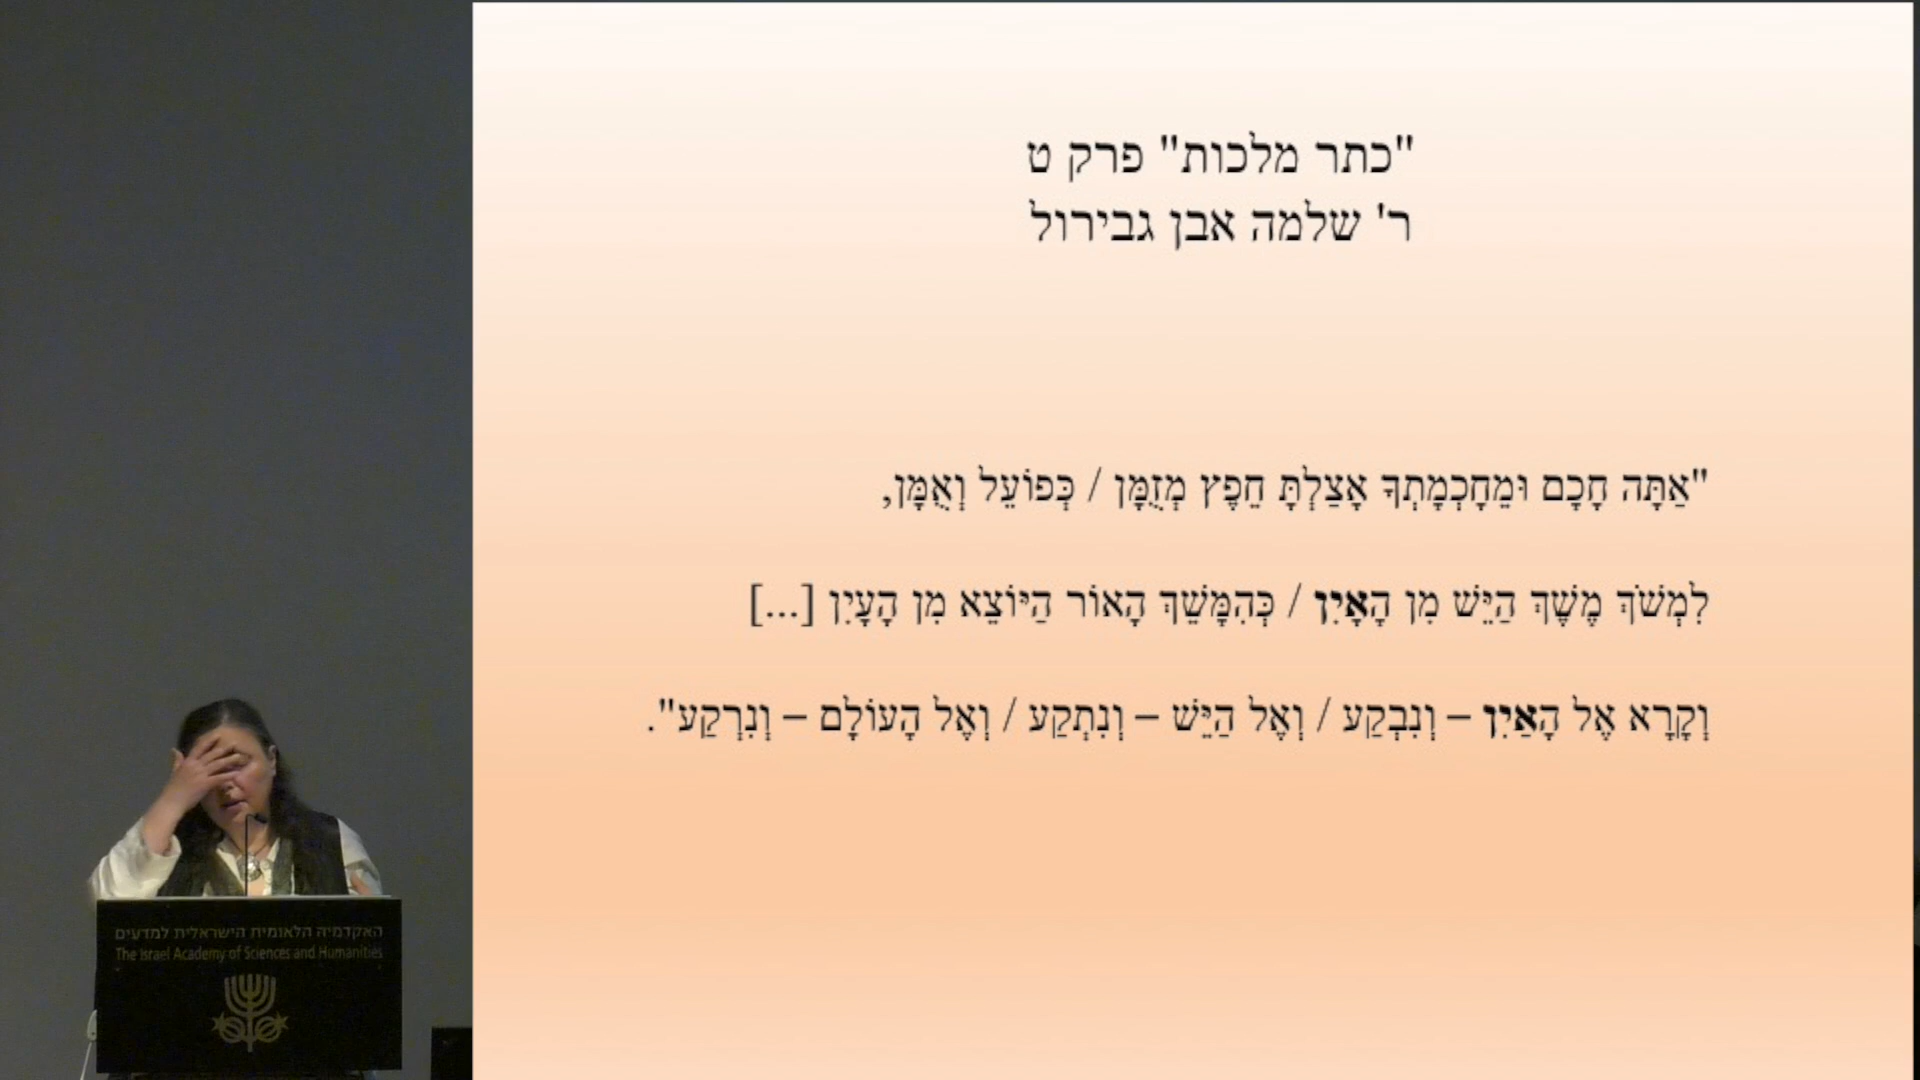 "כתר מלכות" פרק ט
ר' שלמה אבן גבירול
"אַתָּה חָכָם וּמֵחָכְמָתְךָ אָצַלְתָּ חֵפֶץ מְזֻמָּן / כְּפוֹעֵל וְאֻמָּן,
לִמְשֹׁךְ מֶשֶׁךְ הַיֵּשׁ מִן הָאָיִן / כְּהִמָּשֵׁךְ הָאוֹר הַיּוֹצֵא מִן הָעָיִן [...]
וְקָרָא אֶל הָאַיִן – וְנִבְקַע / וְאֶל הַיֵּשׁ – וְנִתְקַע / וְאֶל הָעוֹלָם – וְנִרְקַע".
האקדמיה הלאומית הישראלית למדעים
The Israel Academy of Sciences and Humanities